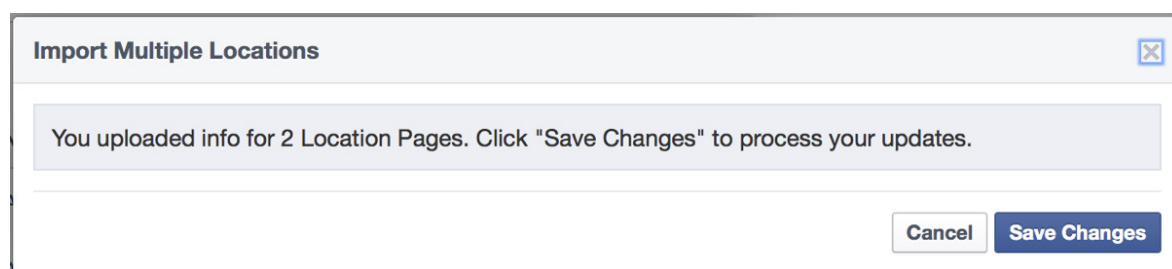 Import Multiple Locations
You uploaded info for 2 Location Pages. Click "Save Changes" to process your updates.
Cancel
Save Changes